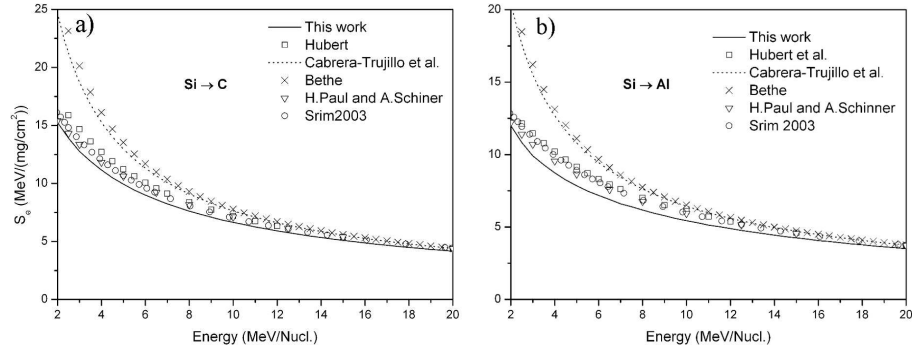 a)
This work
Hubert
Cabrera-Trujillo et al.
Bethe
H.Paul and A.Schiner
Srim2003
Si → C
25
20
15
10
5
0
Se (MeV/(mg/cm²))
2 4 6 8 10 12 14 16 18 20
Energy (MeV/Nucl.)
b)
This work
Hubert et al.
Cabrera-Trujillo et al.
Bethe
H.Paul and A.Schinner
Srim 2003
Si → Al
20
15
10
5
0
2 4 6 8 10 12 14 16 18 20
Energy (MeV/Nucl.)